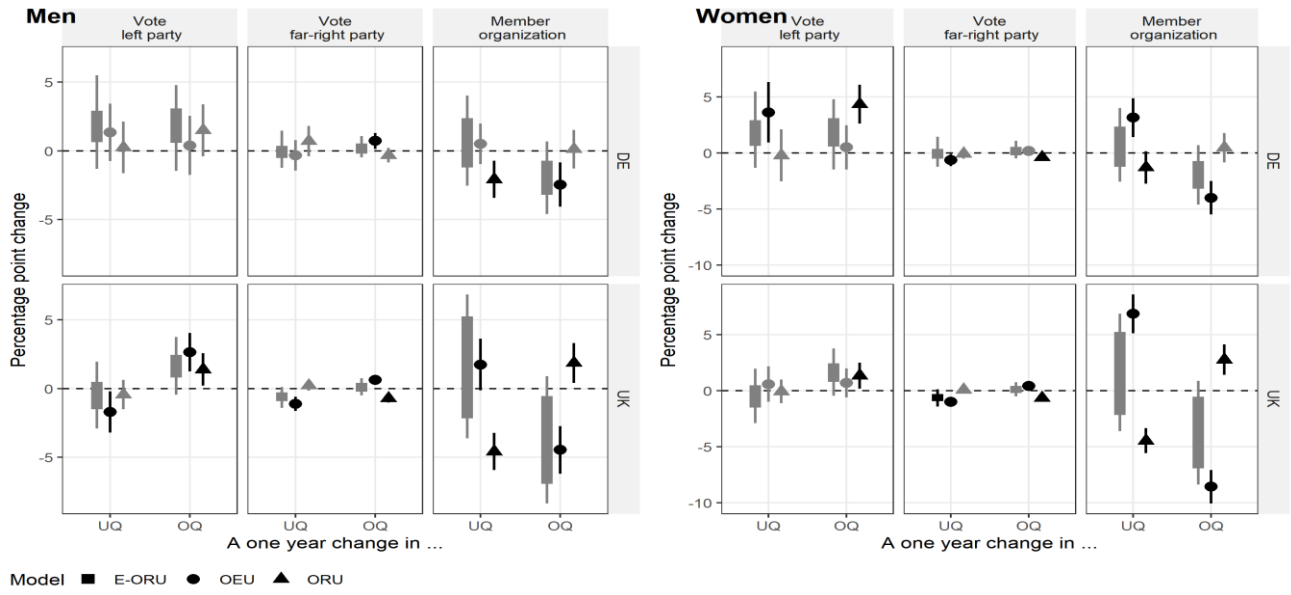 Men
Vote
left party
Vote
far-right party
Member
organization
5
0
-5
DE
5
0
-5
UK
Percentage point change
UQ
OQ
UQ
OQ
UQ
OQ
A one year change in ...
Women
Vote
left party
Vote
far-right party
Member
organization
5
0
-5
-10
DE
5
0
-5
-10
UK
Percentage point change
UQ
OQ
UQ
OQ
UQ
OQ
A one year change in ...
Model E-ORU OEU ORU